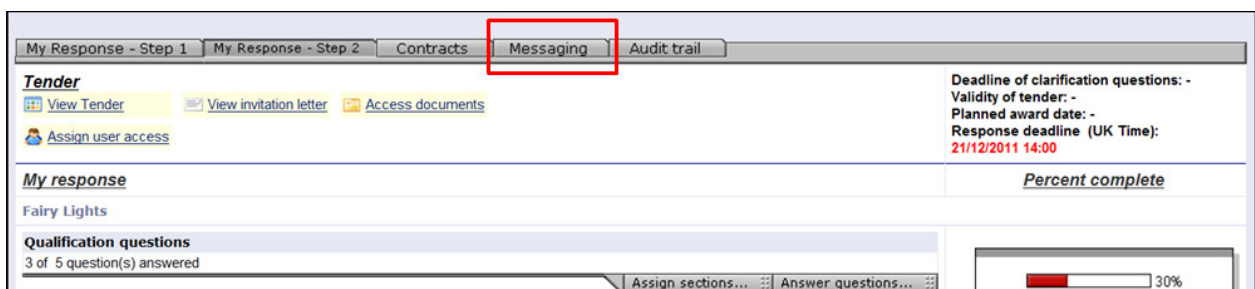 My Response - Step 1 My Response - Step 2 Contracts Messaging Audit trail
Tender
View Tender View invitation letter Access documents
Assign user access
Deadline of clarification questions: -
Validity of tender: -
Planned award date: -
Response deadline (UK Time):
21/12/2011 14:00
My response
Percent complete
Fairy Lights
Qualification questions
3 of 5 question(s) answered
Assign sections... Answer questions...
30%